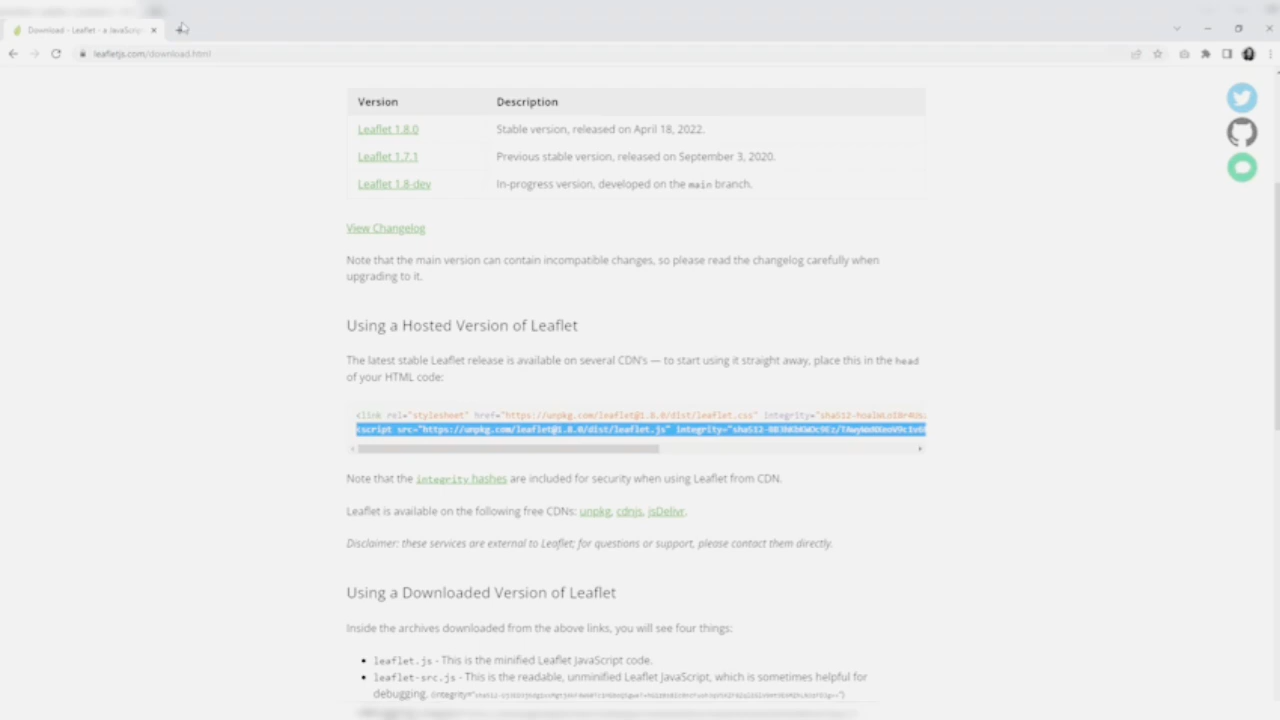 Download - Leaflet - a JavaScrip
leafletjs.com/download.html
Version Description
Leaflet 1.8.0 Stable version, released on April 18, 2022.
Leaflet 1.7.1 Previous stable version, released on September 3, 2020.
Leaflet 1.8-dev In-progress version, developed on the main branch.
View Changelog
Note that the main version can contain incompatible changes, so please read the changelog carefully when
upgrading to it.
Using a Hosted Version of Leaflet
The latest stable Leaflet release is available on several CDN's — to start using it straight away, place this in the head
of your HTML code:
<link rel="stylesheet" href="https://unpkg.com/leaflet@1.8.0/dist/leaflet.css" integrity="sha512-
<script src="https://unpkg.com/leaflet@1.8.0/dist/leaflet.js" integrity="sha512-
Note that the integrity hashes are included for security when using Leaflet from CDN.
Leaflet is available on the following free CDNs: unpkg, cdnjs, jsDelivr.
Disclaimer: these services are external to Leaflet; for questions or support, please contact them directly.
Using a Downloaded Version of Leaflet
Inside the archives downloaded from the above links, you will see four things:
leaflet.js - This is the minified Leaflet JavaScript code.
leaflet-src.js - This is the readable, unminified Leaflet JavaScript, which is sometimes helpful for
debugging. (integrity="sha512-